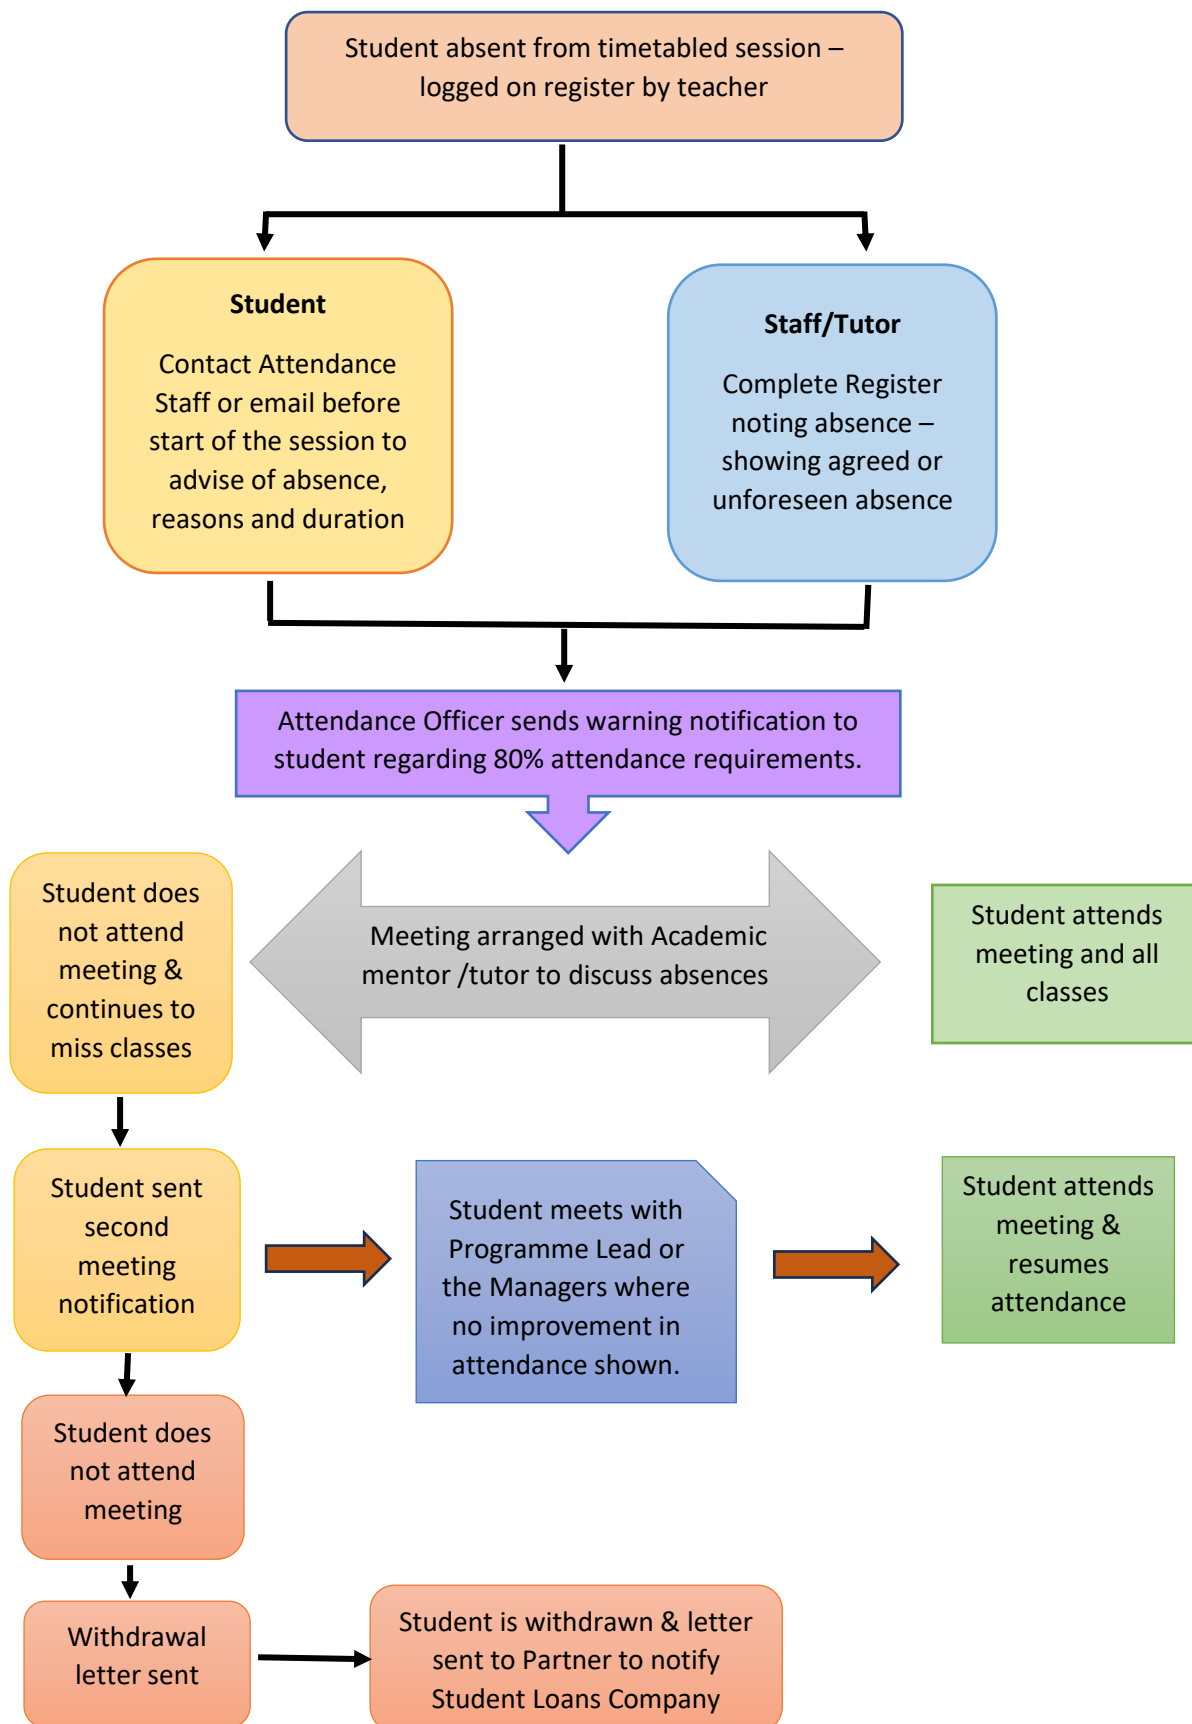 Student absent from timetabled session –
logged on register by teacher
Student
Contact Attendance
Staff or email before
start of the session to
advise of absence,
reasons and duration
Staff/Tutor
Complete Register
noting absence –
showing agreed or
unforeseen absence
Attendance Officer sends warning notification to
student regarding 80% attendance requirements.
Student does
not attend
meeting &
continues to
miss classes
Meeting arranged with Academic
mentor /tutor to discuss absences
Student attends
meeting and all
classes
Student sent
second
meeting
notification
Student meets with
Programme Lead or
the Managers where
no improvement in
attendance shown.
Student attends
meeting &
resumes
attendance
Student does
not attend
meeting
Withdrawal
letter sent
Student is withdrawn & letter
sent to Partner to notify
Student Loans Company